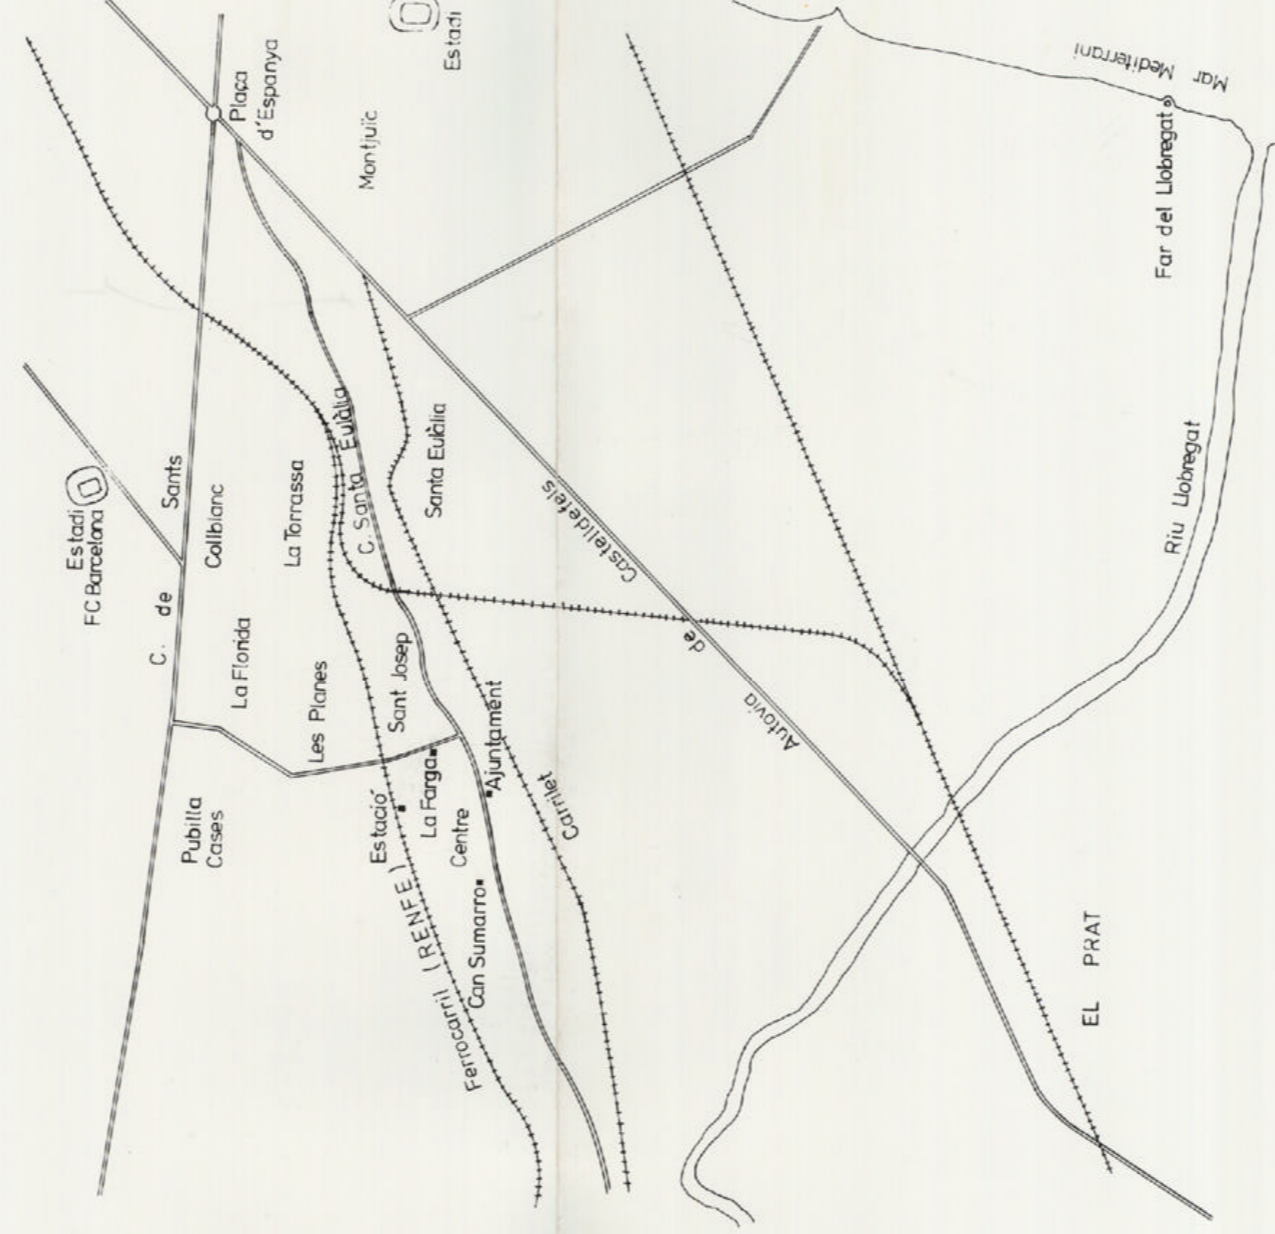 Estadi
FC Barcelona
C. de Sants
Pubilla
Cases
Collblanc
La Florida
Plaça
d'Espanya
La Torrassa
Les Planes
C. Santa Eulàlia
Montjuïc
Estació
Sant Josep
Ferrocarril (RENFE)
La Farga
Santa Eulàlia
Estadi
Centre
Can Sumarro
Ajuntament
Carrilet
Autovia de Castelldefels
EL PRAT
Mar Mediterrani
Far del Llobregat
Riu Llobregat